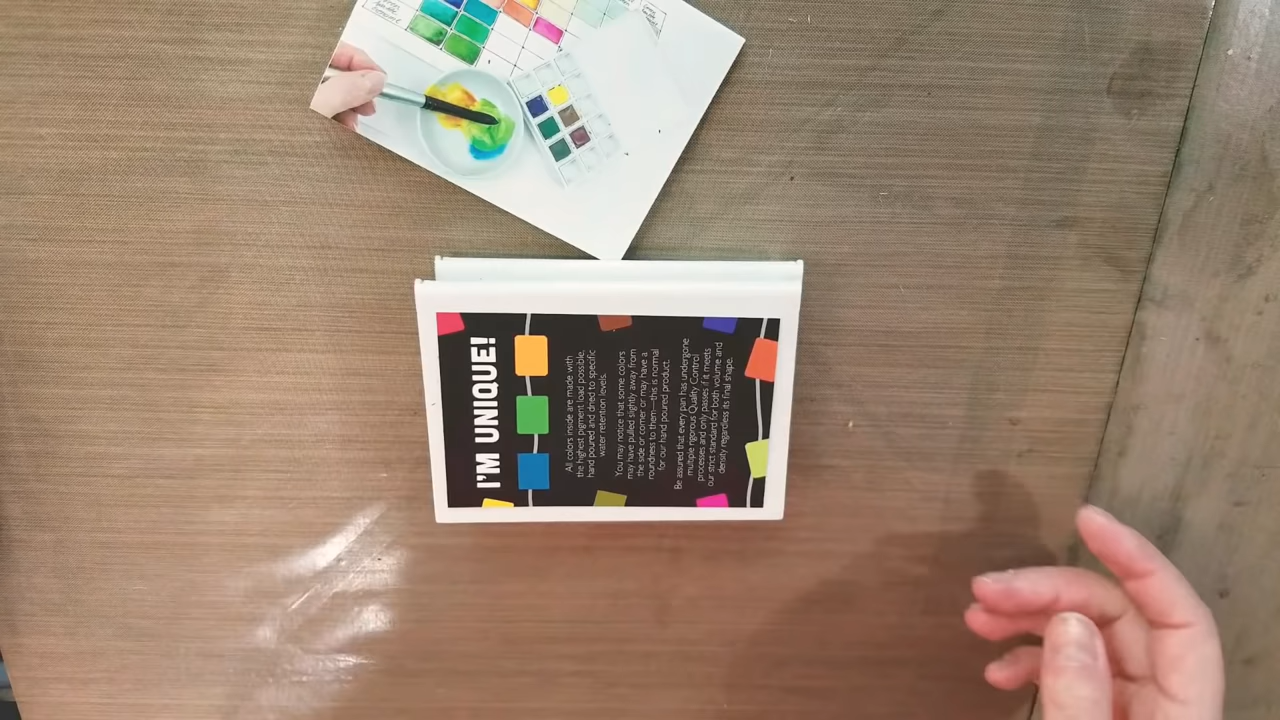 I'M UNIQUE!
All colors inside are made with
the highest pigment load possible,
hand poured and dried to specific
water retention levels.
You may notice that some colors
may have pulled slightly away from
the side or corner or may have a
roundness to them—this is normal
for our hand poured product.
Be assured that every pan has undergone
multiple rigorous Quality Control
processes and only passes if it meets
our strict standard for both volume and
density regardless its final shape.